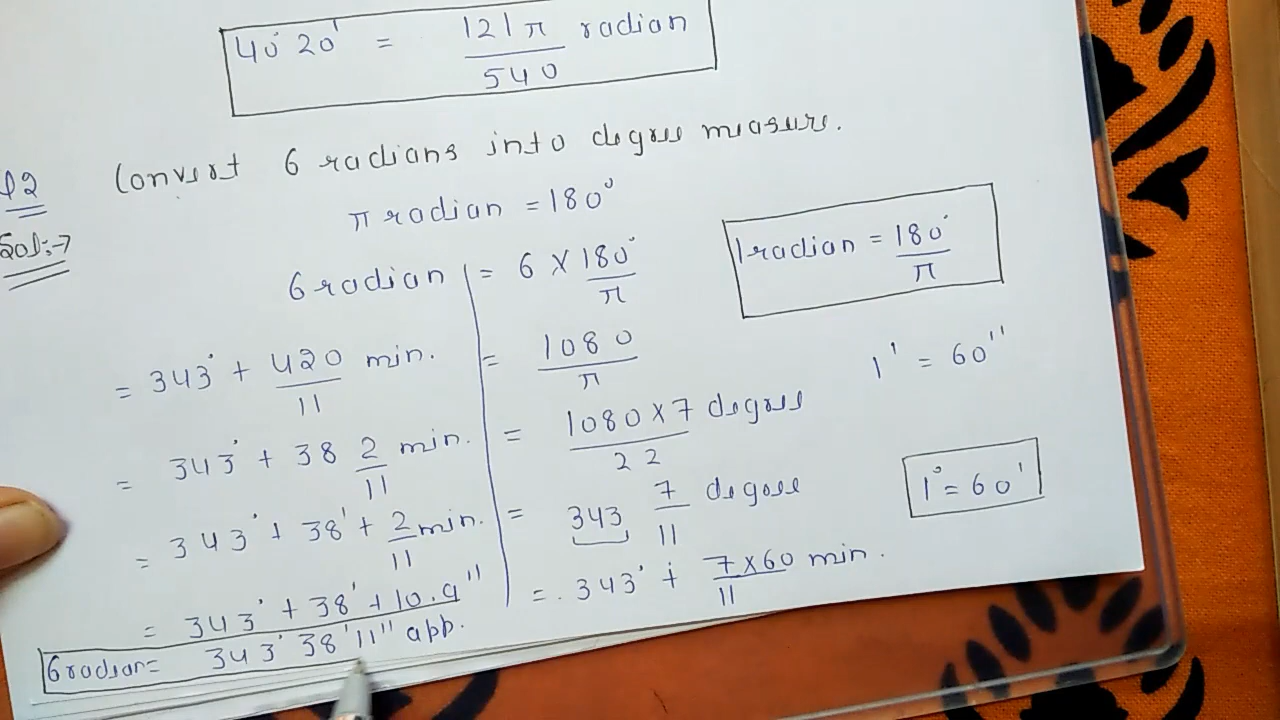 40° 20' = 121π/540 radian
Q2 Convert 6 radians into degree measure.
π radian = 180°
Sol:→
1 radian = 180°/π
6 radian = 6 × 180°/π
= 1080/π
= 1080×7/22 degree
= 343 7/11 degree
= 343° + 7×60/11 min.
1' = 60''
1° = 60'
= 343° + 420/11 min.
= 343° + 38 2/11 min.
= 343° + 38' + 2/11 min.
= 343° + 38' + 10.9''
6 radian = 343° 38' 11'' app.